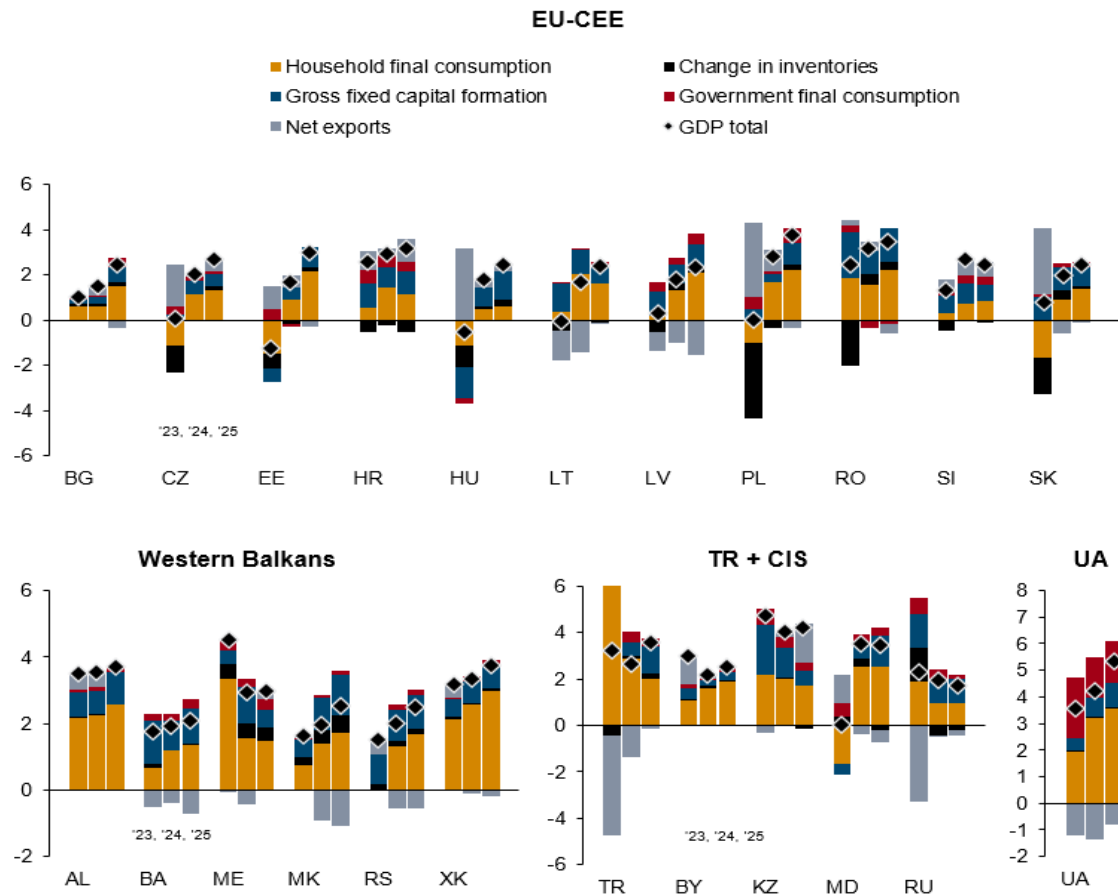 EU-CEE
Household final consumption
Change in inventories
Gross fixed capital formation
Government final consumption
Net exports
GDP total
6
4
2
0
-2
-4
-6
'23, '24, '25
BG CZ EE HR HU LT LV PL RO SI SK
Western Balkans
6
4
2
0
-2
'23, '24, '25
AL BA ME MK RS XK
TR + CIS
6
4
2
0
-2
-4
-6
'23, '24, '25
TR BY KZ MD RU
UA
8
7
6
5
4
3
2
1
0
-1
-2
UA